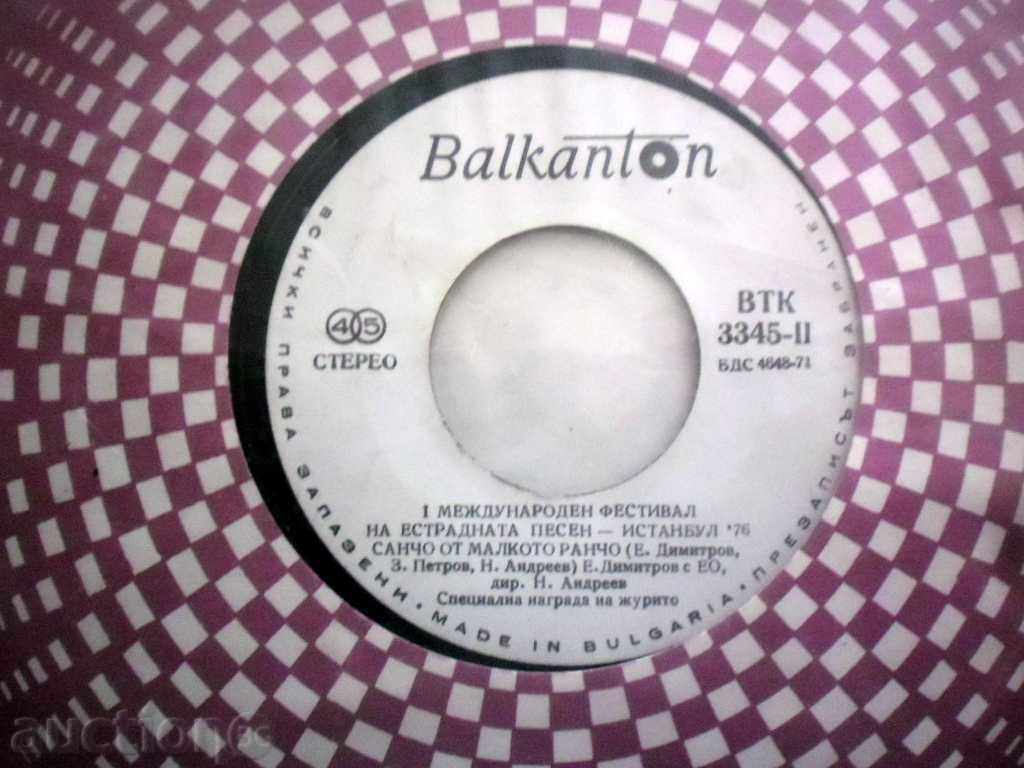 Balkanton
ВСИЧКИ ПРАВА ЗАПАЗЕНИ • MADE IN BULGARIA • ПРЕЗАПИСЪТ ЗАБРАНЕН
45
СТЕРЕО
ВТК
3345-II
БДС 4648-71
I МЕЖДУНАРОДЕН ФЕСТИВАЛ
НА ЕСТРАДНАТА ПЕСЕН — ИСТАНБУЛ '76
САНЧО ОТ МАЛКОТО РАНЧО (Е. Димитров,
З. Петров, Н. Андреев) Е. Димитров с ЕО,
дир. Н. Андреев
Специална награда на журито
auction.bg